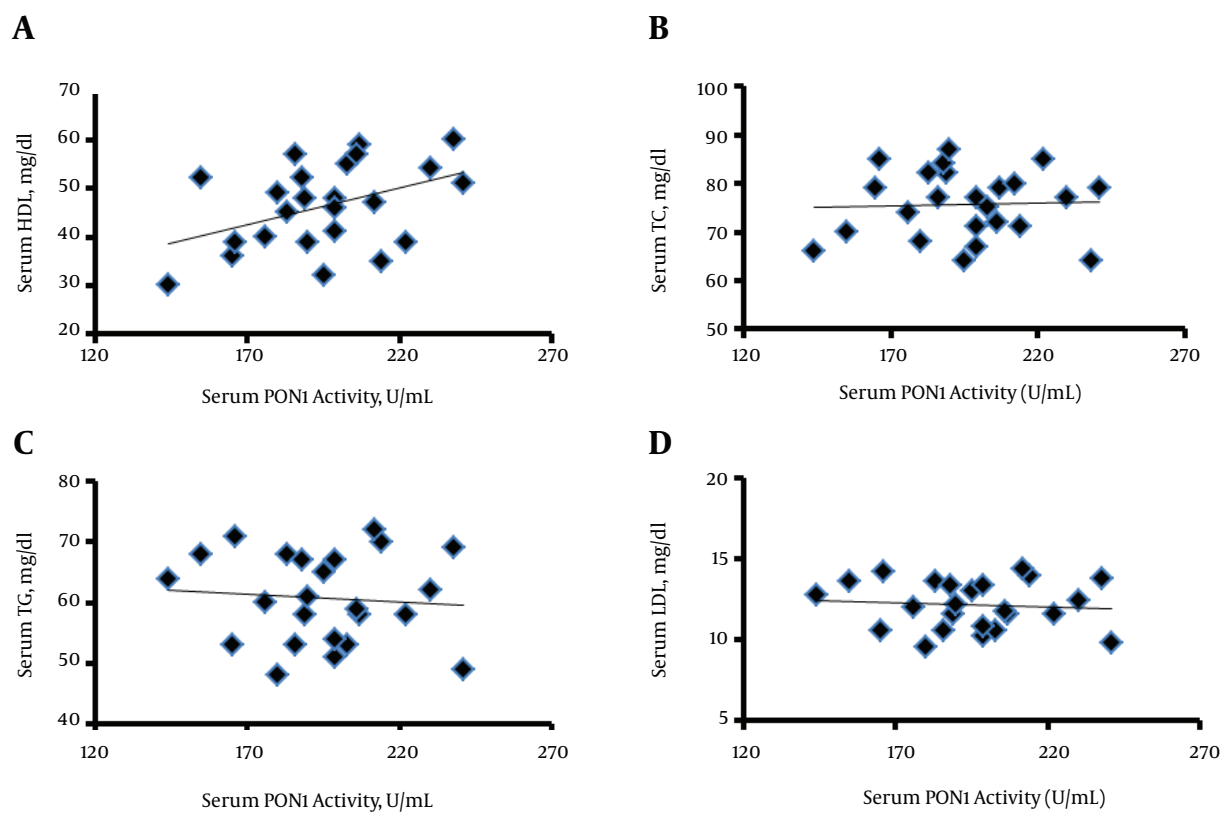 A
Serum HDL, mg/dl
70
60
50
40
30
20
120 170 220 270
Serum PON1 Activity, U/mL
B
Serum TC, mg/dl
100
90
80
70
60
50
120 170 220 270
Serum PON1 Activity (U/mL)
C
Serum TG, mg/dl
80
70
60
50
40
120 170 220 270
Serum PON1 Activity, U/mL
D
Serum LDL, mg/dl
20
15
10
5
120 170 220 270
Serum PON1 Activity (U/mL)